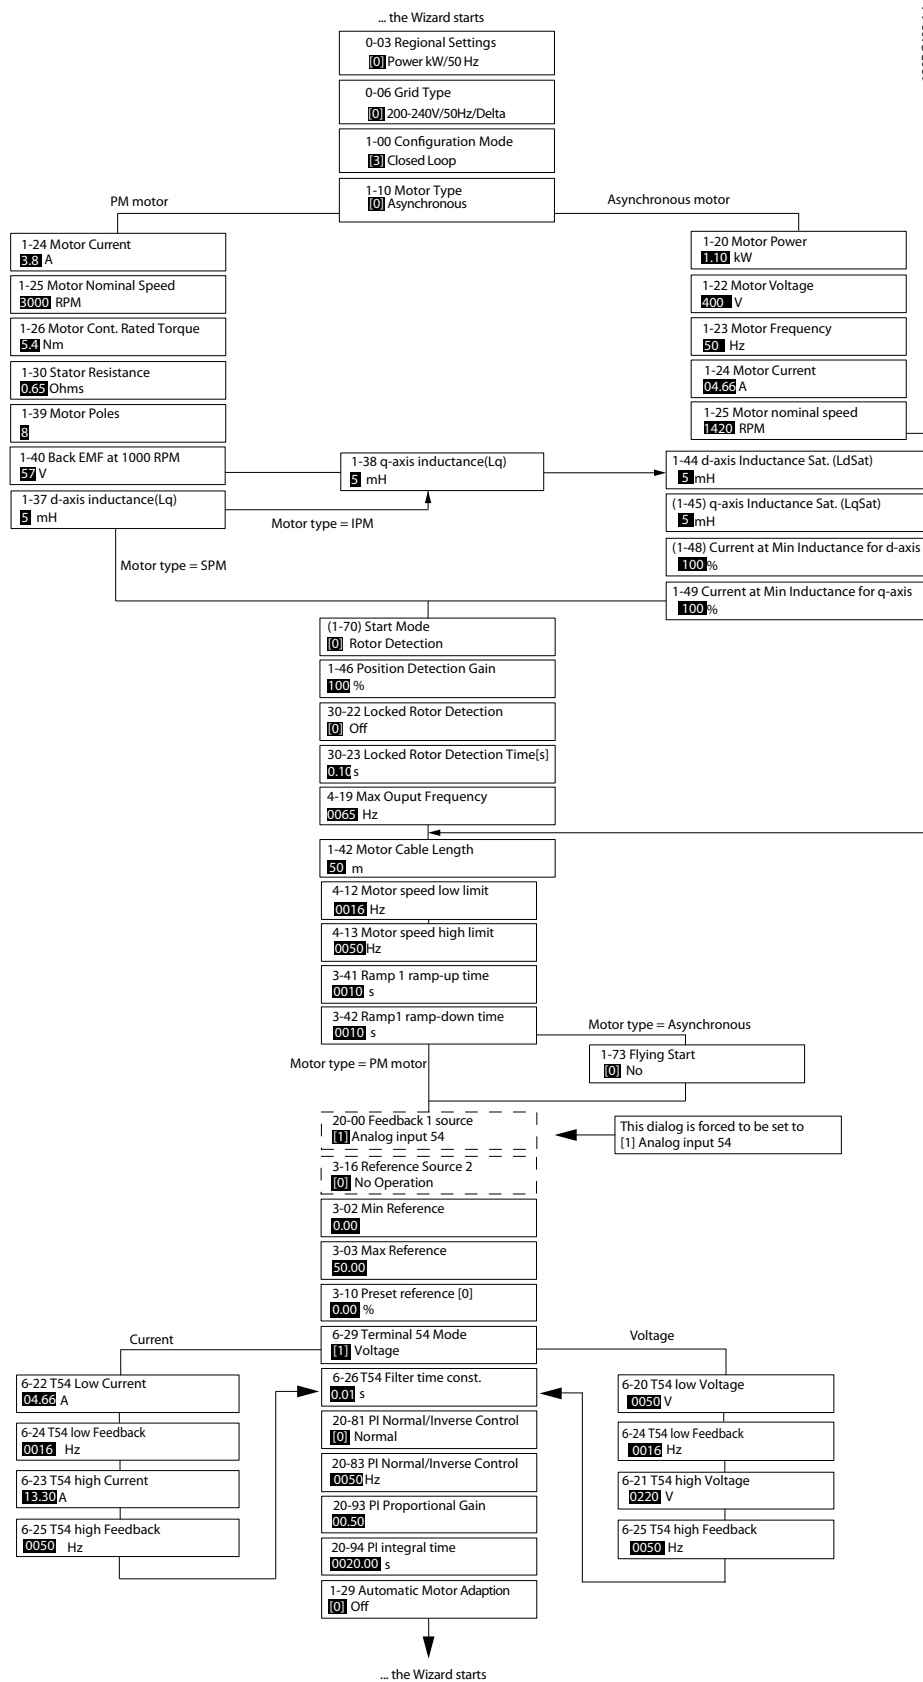 ... the Wizard starts
0-03 Regional Settings
[0] Power kW/50 Hz
0-06 Grid Type
[0] 200-240V/50Hz/Delta
1-00 Configuration Mode
[3] Closed Loop
1-10 Motor Type
[0] Asynchronous
PM motor
Asynchronous motor
1-24 Motor Current
3.8 A
1-25 Motor Nominal Speed
3000 RPM
1-26 Motor Cont. Rated Torque
5.4 Nm
1-30 Stator Resistance
0.65 Ohms
1-39 Motor Poles
8
1-40 Back EMF at 1000 RPM
57 V
1-37 d-axis inductance(Lq)
5 mH
1-20 Motor Power
1.10 kW
1-22 Motor Voltage
400 V
1-23 Motor Frequency
50 Hz
1-24 Motor Current
04.66 A
1-25 Motor nominal speed
1420 RPM
1-38 q-axis inductance(Lq)
5 mH
Motor type = IPM
Motor type = SPM
1-44 d-axis Inductance Sat. (LdSat)
5 mH
(1-45) q-axis Inductance Sat. (LqSat)
5 mH
(1-48) Current at Min Inductance for d-axis
100 %
1-49 Current at Min Inductance for q-axis
100 %
(1-70) Start Mode
[0] Rotor Detection
1-46 Position Detection Gain
100 %
30-22 Locked Rotor Detection
[0] Off
30-23 Locked Rotor Detection Time[s]
0.10 s
4-19 Max Ouput Frequency
0065 Hz
1-42 Motor Cable Length
50 m
4-12 Motor speed low limit
0016 Hz
4-13 Motor speed high limit
0050 Hz
3-41 Ramp 1 ramp-up time
0010 s
3-42 Ramp1 ramp-down time
0010 s
Motor type = Asynchronous
1-73 Flying Start
[0] No
Motor type = PM motor
20-00 Feedback 1 source
[1] Analog input 54
This dialog is forced to be set to
[1] Analog input 54
3-16 Reference Source 2
[0] No Operation
3-02 Min Reference
0.00
3-03 Max Reference
50.00
3-10 Preset reference [0]
0.00 %
6-29 Terminal 54 Mode
[1] Voltage
Current
Voltage
6-22 T54 Low Current
04.66 A
6-24 T54 low Feedback
0016 Hz
6-23 T54 high Current
13.30 A
6-25 T54 high Feedback
0050 Hz
6-26 T54 Filter time const.
0.01 s
20-81 PI Normal/Inverse Control
[0] Normal
20-83 PI Normal/Inverse Control
0050 Hz
20-93 PI Proportional Gain
00.50
20-94 PI integral time
0020.00 s
1-29 Automatic Motor Adaption
[0] Off
6-20 T54 low Voltage
0050 V
6-24 T54 low Feedback
0016 Hz
6-21 T54 high Voltage
0220 V
6-25 T54 high Feedback
0050 Hz
... the Wizard starts